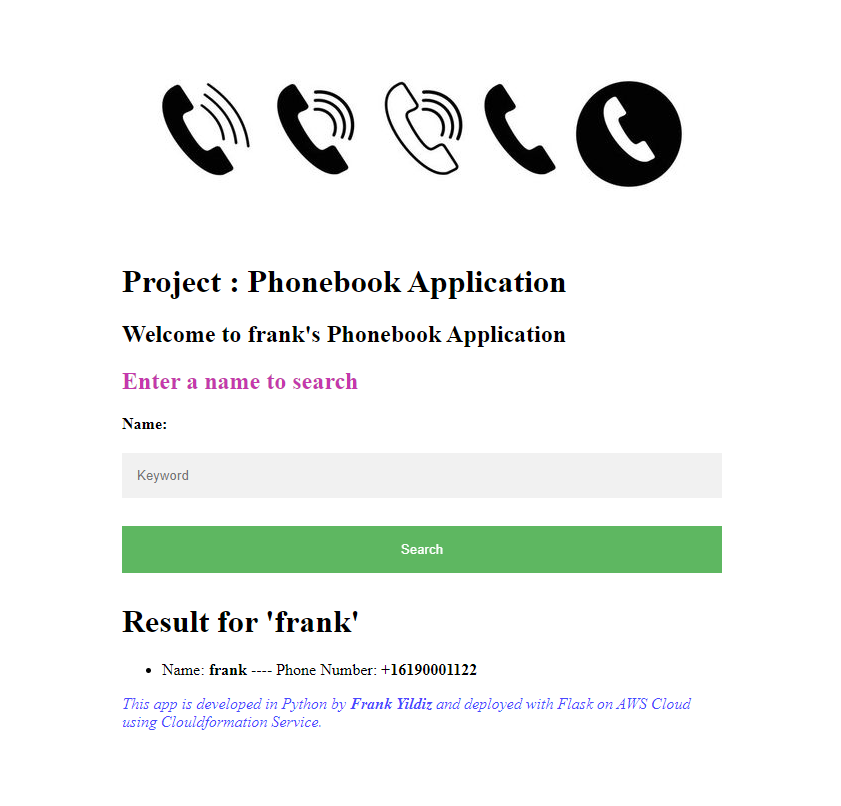 Project : Phonebook Application
Welcome to frank's Phonebook Application
Enter a name to search
Name:
Keyword
Search
Result for 'frank'
Name: frank ---- Phone Number: +16190001122
This app is developed in Python by Frank Yildiz and deployed with Flask on AWS Cloud
using Clouldformation Service.